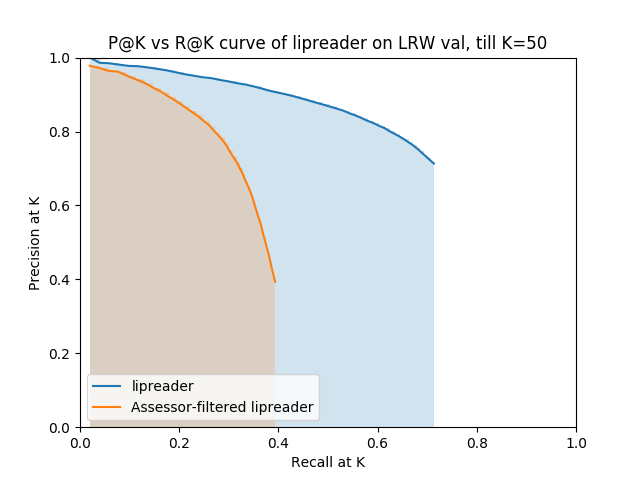 P@K vs R@K curve of lipreader on LRW val, till K=50
1.0
0.8
0.6
0.4
0.2
0.0
Precision at K
lipreader
Assessor-filtered lipreader
0.0 0.2 0.4 0.6 0.8 1.0
Recall at K